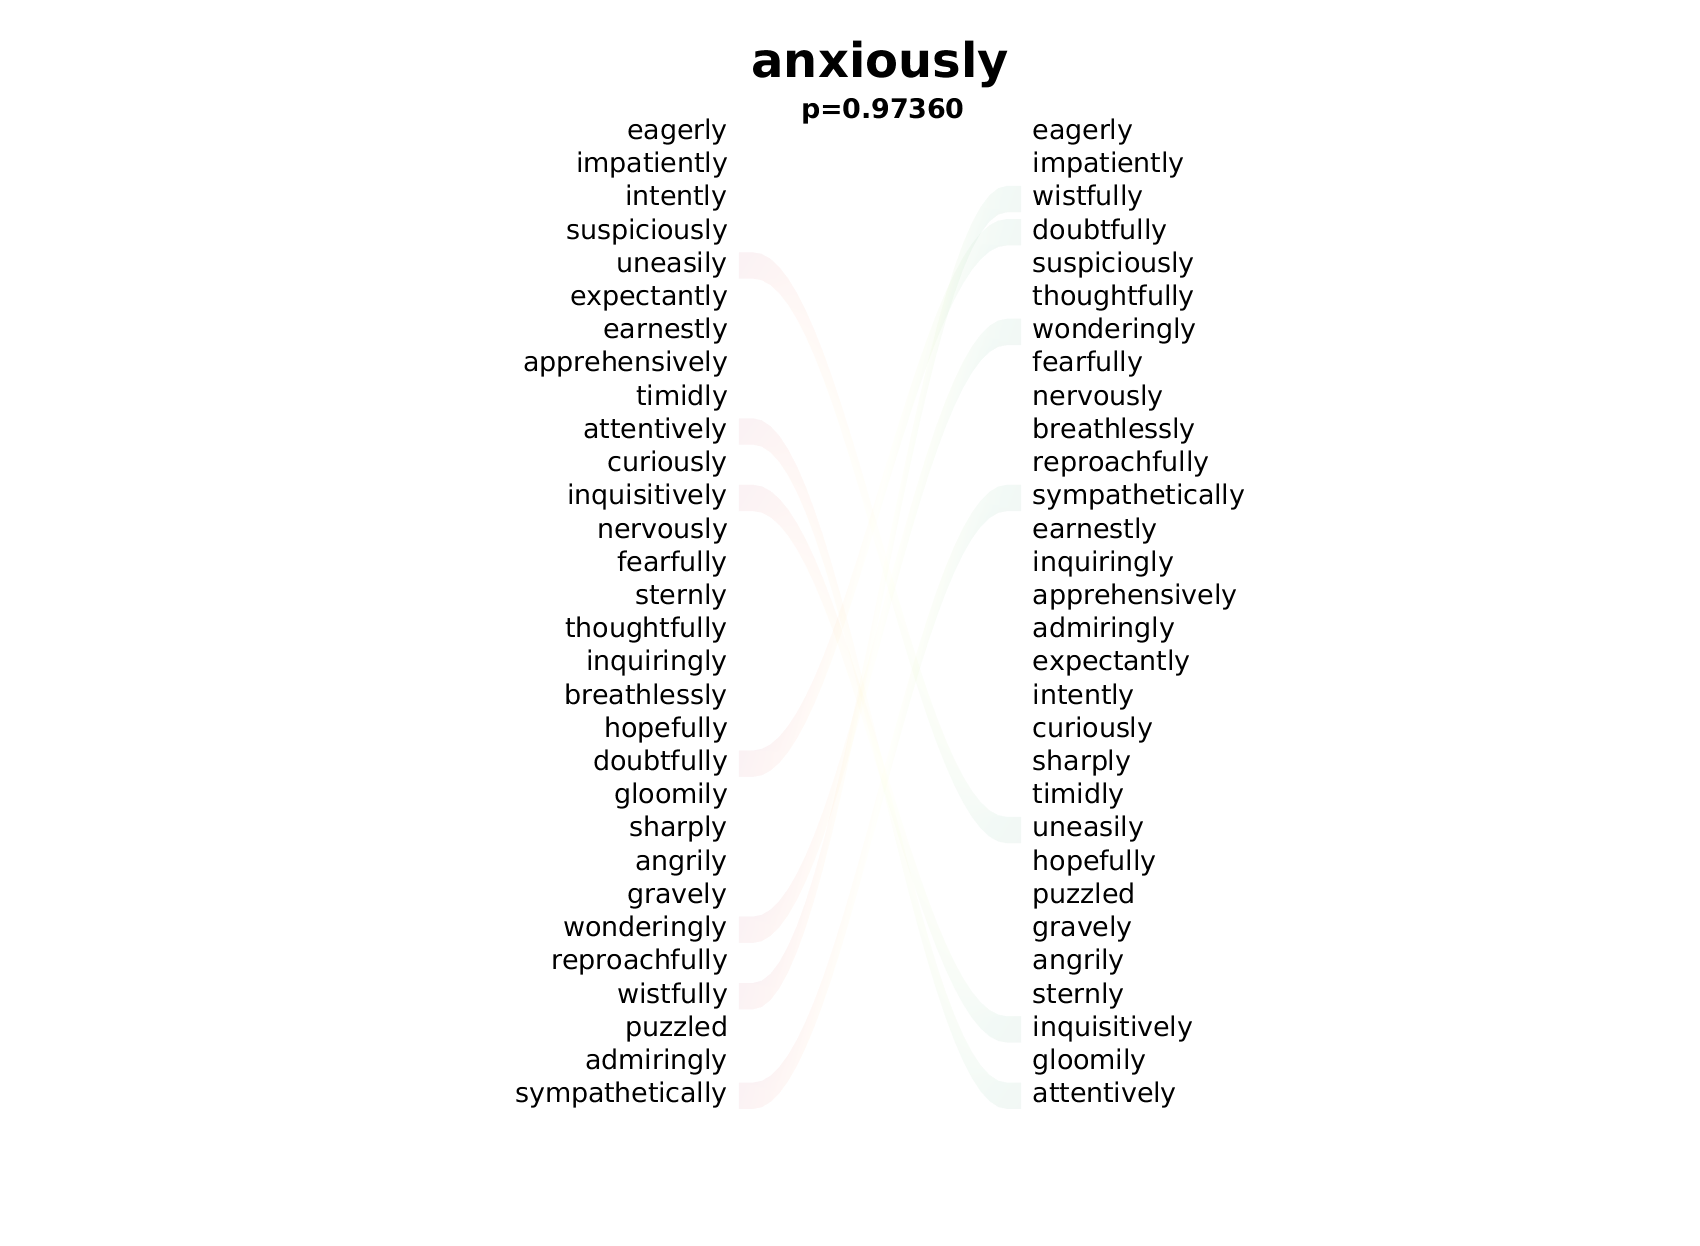 anxiously
p=0.97360
eagerly eagerly
impatiently impatiently
intently wistfully
suspiciously doubtfully
uneasily suspiciously
expectantly thoughtfully
earnestly wonderingly
apprehensively fearfully
timidly nervously
attentively breathlessly
curiously reproachfully
inquisitively sympathetically
nervously earnestly
fearfully inquiringly
sternly apprehensively
thoughtfully admiringly
inquiringly expectantly
breathlessly intently
hopefully curiously
doubtfully sharply
gloomily timidly
sharply uneasily
angrily hopefully
gravely puzzled
wonderingly gravely
reproachfully angrily
wistfully sternly
puzzled inquisitively
admiringly gloomily
sympathetically attentively